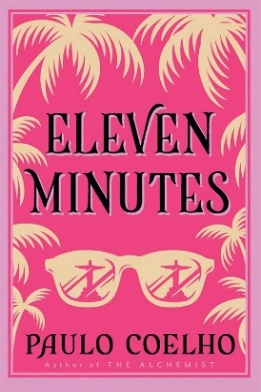 ELEVEN
MINUTES
PAULO COELHO
Author of THE ALCHEMIST